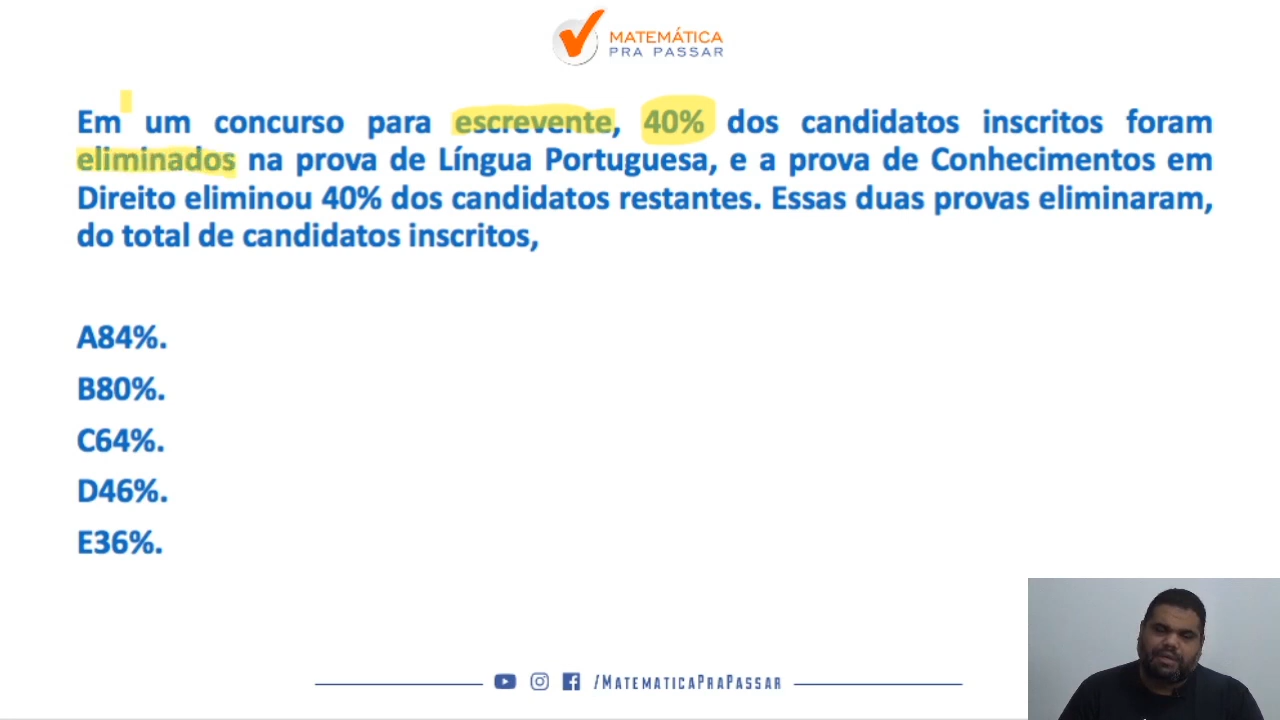 MATEMÁTICA
PRA PASSAR
Em um concurso para escrevente, 40% dos candidatos inscritos foram
eliminados na prova de Língua Portuguesa, e a prova de Conhecimentos em
Direito eliminou 40% dos candidatos restantes. Essas duas provas eliminaram,
do total de candidatos inscritos,
A84%.
B80%.
C64%.
D46%.
E36%.
/MATEMATICAPRAPASSAR